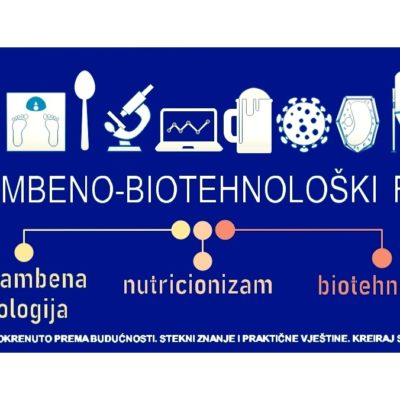 MBENO-BIOTEHNOLOŠKI F
ambena
ologija
nutricionizam
biotehn
OKRENUTO PREMA BUDUĆNOSTI. STEKNI ZNANJE I PRAKTIČNE VJEŠTINE. KREIRAJ S